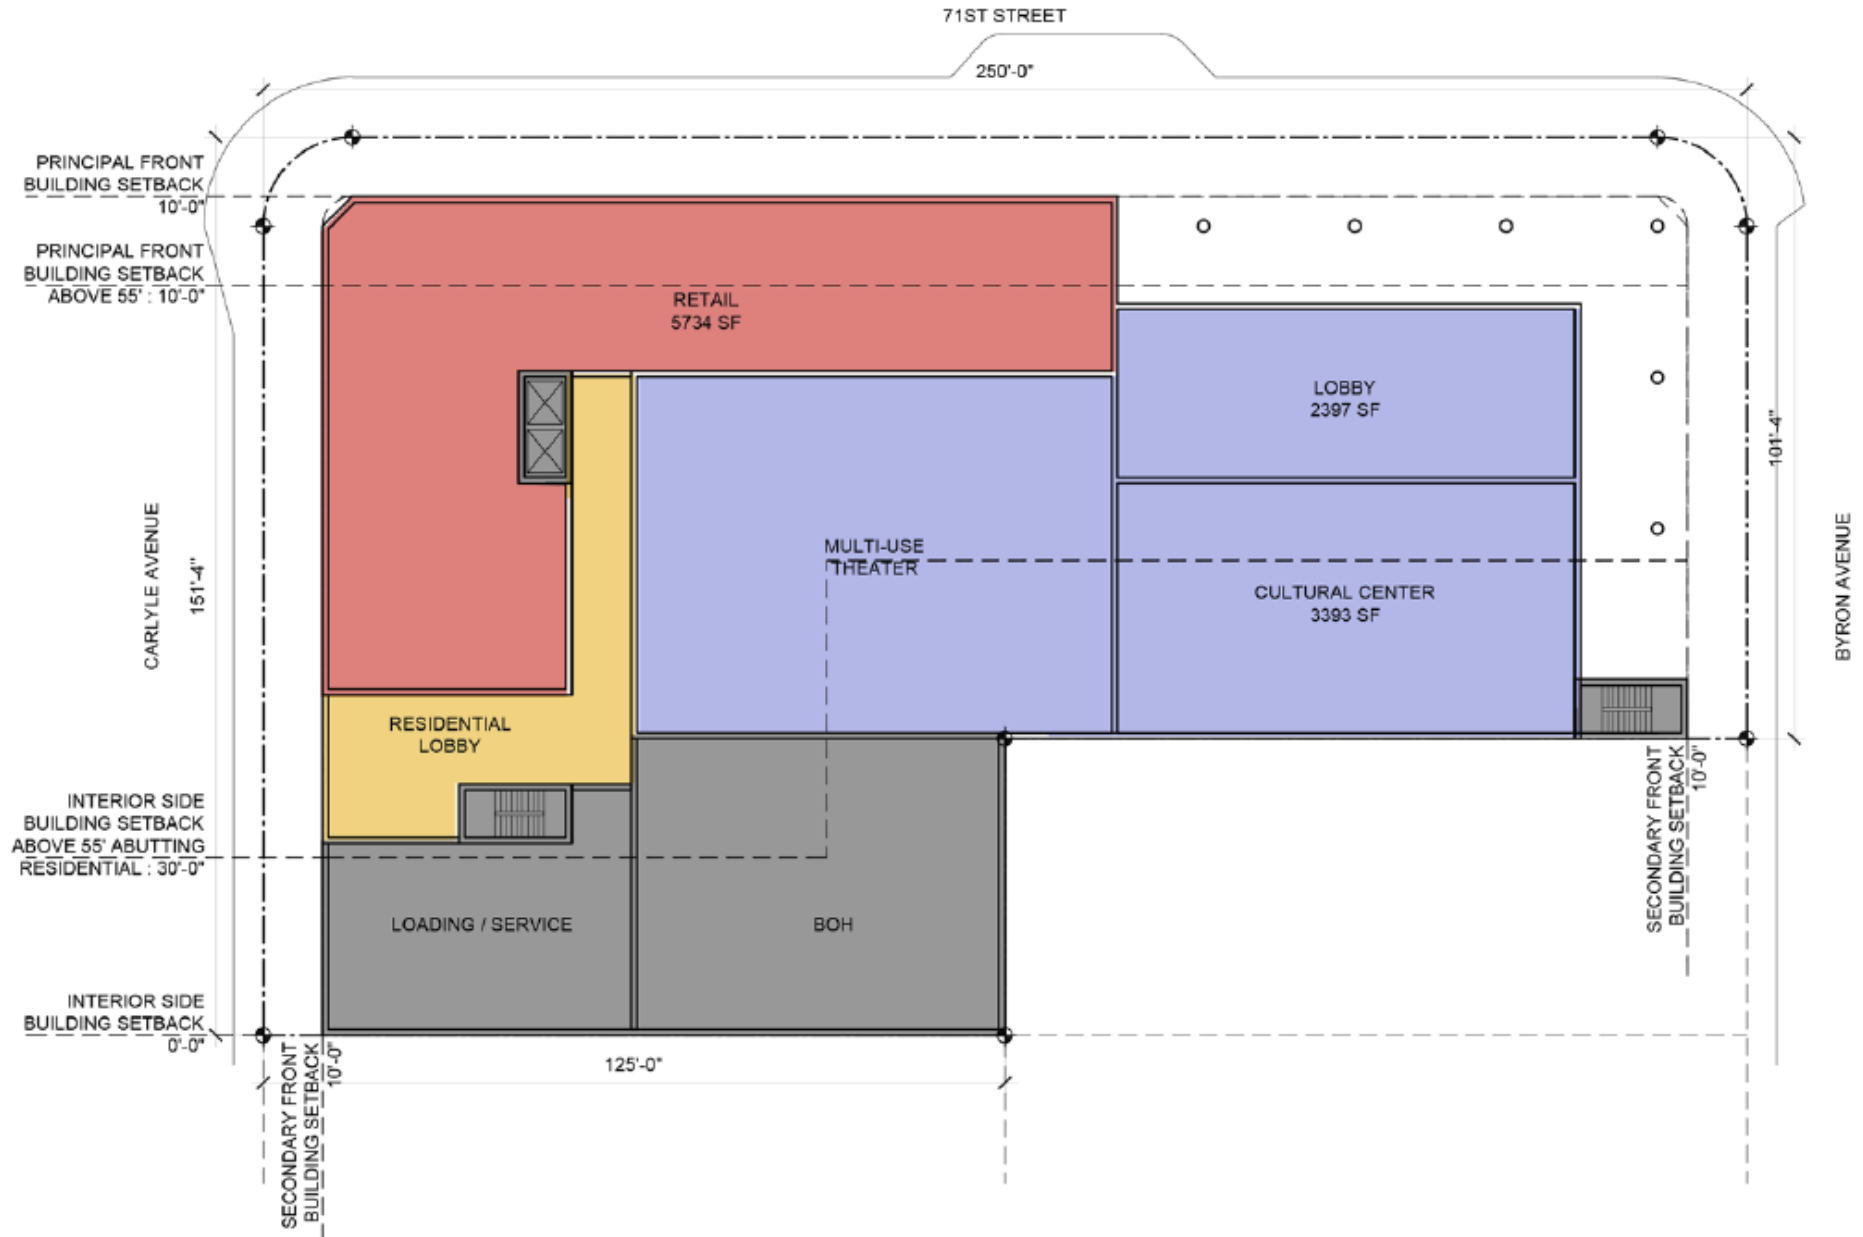 71ST STREET
250'-0"
PRINCIPAL FRONT
BUILDING SETBACK
10'-0"
PRINCIPAL FRONT
BUILDING SETBACK
ABOVE 55' : 10'-0"
RETAIL
5734 SF
LOBBY
2397 SF
101'-4"
CARLYLE AVENUE
151'-4"
MULTI-USE
THEATER
CULTURAL CENTER
3393 SF
BYRON AVENUE
RESIDENTIAL
LOBBY
INTERIOR SIDE
BUILDING SETBACK
ABOVE 55' ABUTTING
RESIDENTIAL : 30'-0"
SECONDARY FRONT
BUILDING SETBACK
10'-0"
LOADING / SERVICE
BOH
INTERIOR SIDE
BUILDING SETBACK
0'-0"
125'-0"
SECONDARY FRONT
BUILDING SETBACK
10'-0"